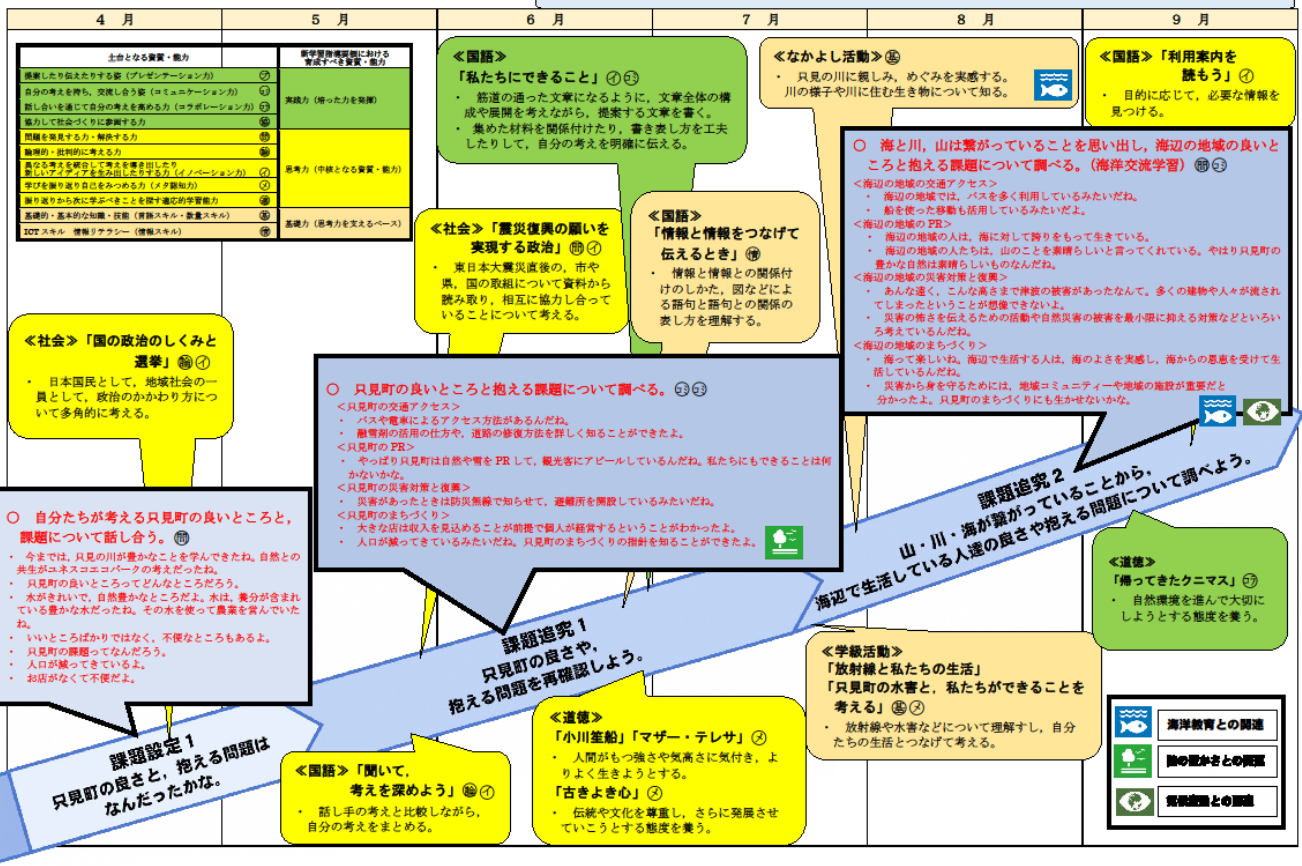 4 月
5 月
6 月
7 月
8 月
9 月
土台となる資質・能力
新学習指導要領における
育成すべき資質・能力
提案したり伝えたりする姿（プレゼンテーション力） プ
自分の考えを持ち，交流し合う姿（コミュニケーション力） コミ
話し合いを通じて自分の考えを高める力（コラボレーション力） コラ
協力して社会づくりに参画する力 協
実践力（培った力を発揮）
問題を発見する力・解決する力 問
論理的・批判的に考える力 論
異なる考えを統合して考えを導き出したり
新しいアイディアを生み出したりする力（イノベーション力） イ
学びを振り返り自己をみつめる力（メタ認知力） メ
振り返りから次に学ぶべきことを探す適応的学習能力
思考力（中核となる資質・能力）
基礎的・基本的な知識・技能（言語スキル・数量スキル） 基
IOTスキル 情報リテラシー（情報スキル） 情
基礎力（思考力を支えるベース）
≪国語≫
「私たちにできること」イ コミ
・ 筋道の通った文章になるように，文章全体の構
成や展開を考えながら，提案する文章を書く。
・ 集めた材料を関係付けたり，書き表し方を工夫
したりして，自分の考えを明確に伝える。
≪なかよし活動≫基
・ 只見の川に親しみ，めぐみを実感する。
川の様子や川に住む生き物について知る。
≪国語≫「利用案内を
読もう」イ
・ 目的に応じて，必要な情報を
見つける。
≪社会≫「震災復興の願いを
実現する政治」問 イ
・ 東日本大震災直後の，市や
県，国の取組について資料から
読み取り，相互に協力し合って
いることについて考える。
≪国語≫
「情報と情報をつなげて
伝えるとき」情
・ 情報と情報との関係付
けのしかた，図などによ
る語句と語句との関係の
表し方を理解する。
○ 海と川，山は繋がっていることを思い出し，海辺の地域の良いと
ころと抱える課題について調べる。（海洋交流学習）問 コミ
＜海辺の地域の交通アクセス＞
・ 海辺の地域では，バスを多く利用しているみたいだね。
・ 船を使った移動も活用しているみたいだよ。
＜海辺の地域の PR＞
・ 海辺の地域の人は，海に対して誇りをもって生きている。
・ 海辺の地域の人たちは，山のことを素晴らしいと言ってくれている。やはり只見町の
豊かな自然は素晴らしいものなんだね。
＜海辺の地域の災害対策と復興＞
・ あんな遠く，こんな高さまで津波の被害があったなんて。多くの建物や人々が流され
てしまったということが想像できないよ。
・ 災害の怖さを伝えるための活動や自然災害の被害を最小限に抑える対策などといろい
ろ考えているんだね。
＜海辺の地域のまちづくり＞
・ 海って楽しいね。海辺で生活する人は，海のよさを実感し，海からの恩恵を受けて生
活しているんだね。
・ 災害から身を守るためには，地域コミュニティーや地域の施設が重要だと
分かったよ。只見町のまちづくりにも生かせないかな。
≪社会≫「国の政治のしくみと
選挙」論 イ
・ 日本国民として，地域社会の一
員として，政治のかかわり方につ
いて多角的に考える。
○ 只見町の良いところと抱える課題について調べる。コミ コラ
＜只見町の交通アクセス＞
・ バスや電車によるアクセス方法があるんだね。
・ 融雪剤の活用の仕方や，道路の修復方法を詳しく知ることができたよ。
＜只見町の PR＞
・ やっぱり只見町は自然や雪を PR して，観光客にアピールしているんだね。私たちにもできることは何
かないかな。
＜只見町の災害対策と復興＞
・ 災害があったときは防災無線で知らせて，避難所を開設しているみたいだね。
＜只見町のまちづくり＞
・ 大きな店は収入を見込めることが前提で個人が経営するということがわかったよ。
・ 人口が減ってきているみたいだね。只見町のまちづくりの指針を知ることができたよ。
○ 自分たちが考える只見町の良いところと，
課題について話し合う。問
・ 今までは，只見の川が豊かなことを学んできたね。自然との
共生がユネスコエコパークの考えだったね。
・ 只見町の良いところってどんなところだろう。
・ 水がきれいで，自然豊かなところだよ。水は，養分が含まれ
ている豊かな水だったね。その水を使って農業を営んでいた
ね。
・ いいところばかりではなく，不便なところもあるよ。
・ 只見町の課題ってなんだろう。
・ 人口が減ってきているよ。
・ お店がなくて不便だよ。
課題設定１
只見町の良さと，抱える問題は
なんだったかな。
課題追究１
只見町の良さや，
抱える問題を再確認しよう。
課題追究２
山・川・海が繋がっていることから，
海辺で生活している人達の良さや抱える問題について調べよう。
≪道徳≫
「帰ってきたクニマス」コラ
・ 自然環境を進んで大切に
しようとする態度を養う。
≪学級活動≫
「放射線と私たちの生活」
「只見町の水害と，私たちができることを
考える」基 メ
・ 放射線や水害などについて理解すし，自分
たちの生活とつなげて考える。
≪国語≫「聞いて，
考えを深めよう」論 イ
・ 話し手の考えと比較しながら，
自分の考えをまとめる。
≪道徳≫
「小川笙船」「マザー・テレサ」メ
・ 人間がもつ強さや気高さに気付き，よ
りよく生きようとする。
「古きよき心」メ
・ 伝統や文化を尊重し，さらに発展させ
ていこうとする態度を養う。
海洋教育との関連